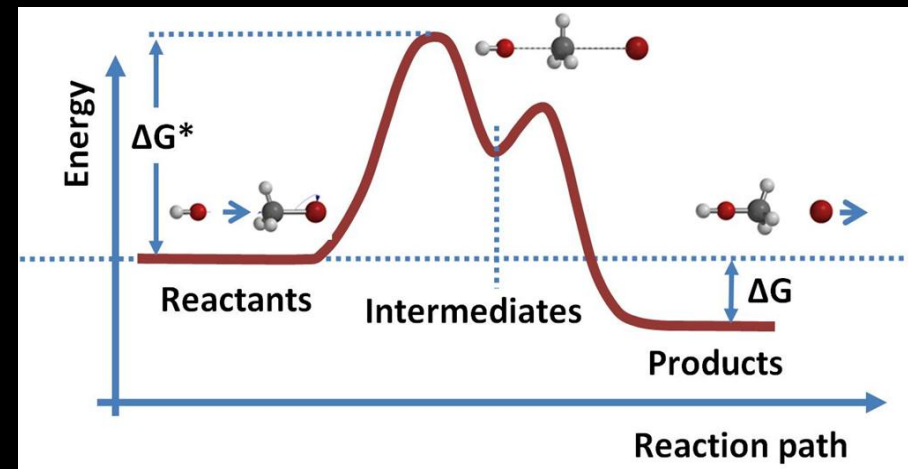 Energy
ΔG*
Reactants
Intermediates
ΔG
Products
Reaction path